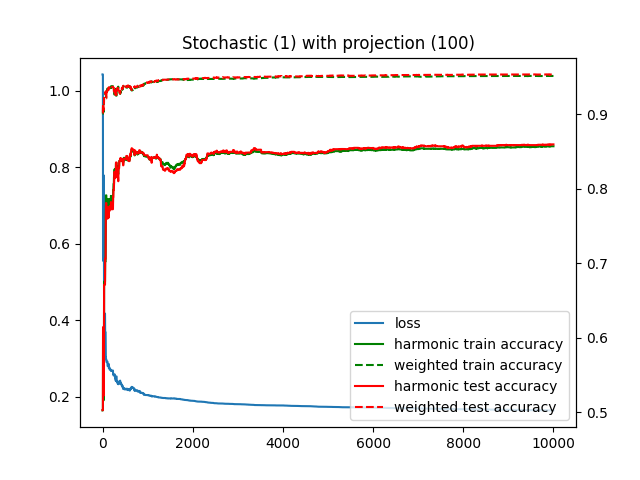 Stochastic (1) with projection (100)
1.0
0.8
0.6
0.4
0.2
0.9
0.8
0.7
0.6
0.5
loss
harmonic train accuracy
weighted train accuracy
harmonic test accuracy
weighted test accuracy
0 2000 4000 6000 8000 10000